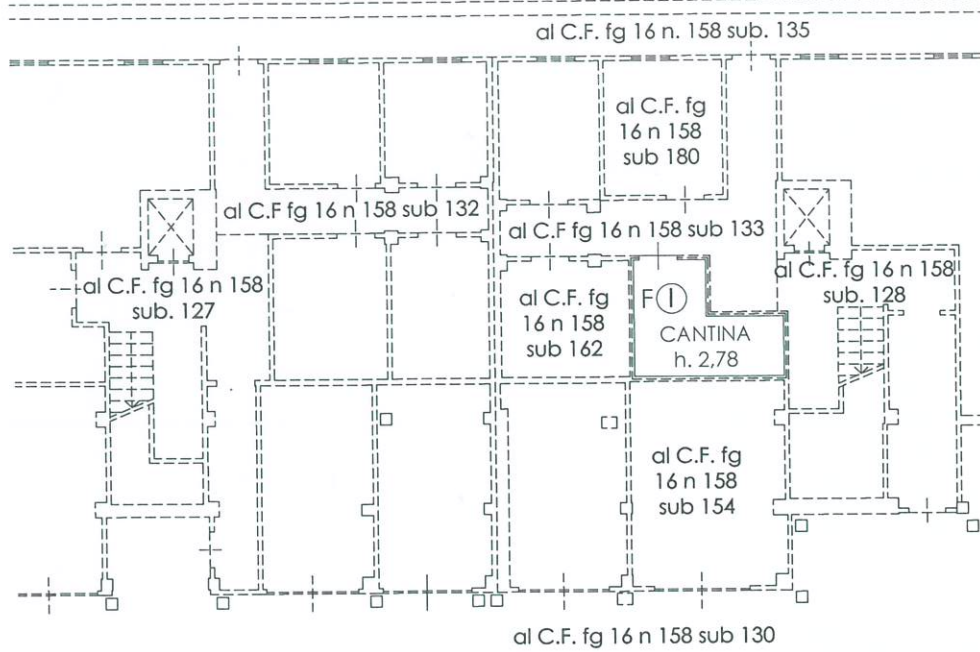 al C.F. fg 16 n. 158 sub. 135
al C.F. fg
16 n 158
sub 180
al C.F fg 16 n 158 sub 132
al C.F fg 16 n 158 sub 133
al C.F. fg 16 n 158
sub. 127
al C.F. fg
16 n 158
sub 162
F I
CANTINA
h. 2,78
al C.F. fg 16 n 158
sub. 128
al C.F. fg
16 n 158
sub 154
al C.F. fg 16 n 158 sub 130